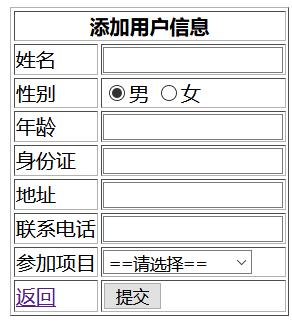 添加用户信息
姓名
性别 男 女
年龄
身份证
地址
联系电话
参加项目 ==请选择==
返回 提交